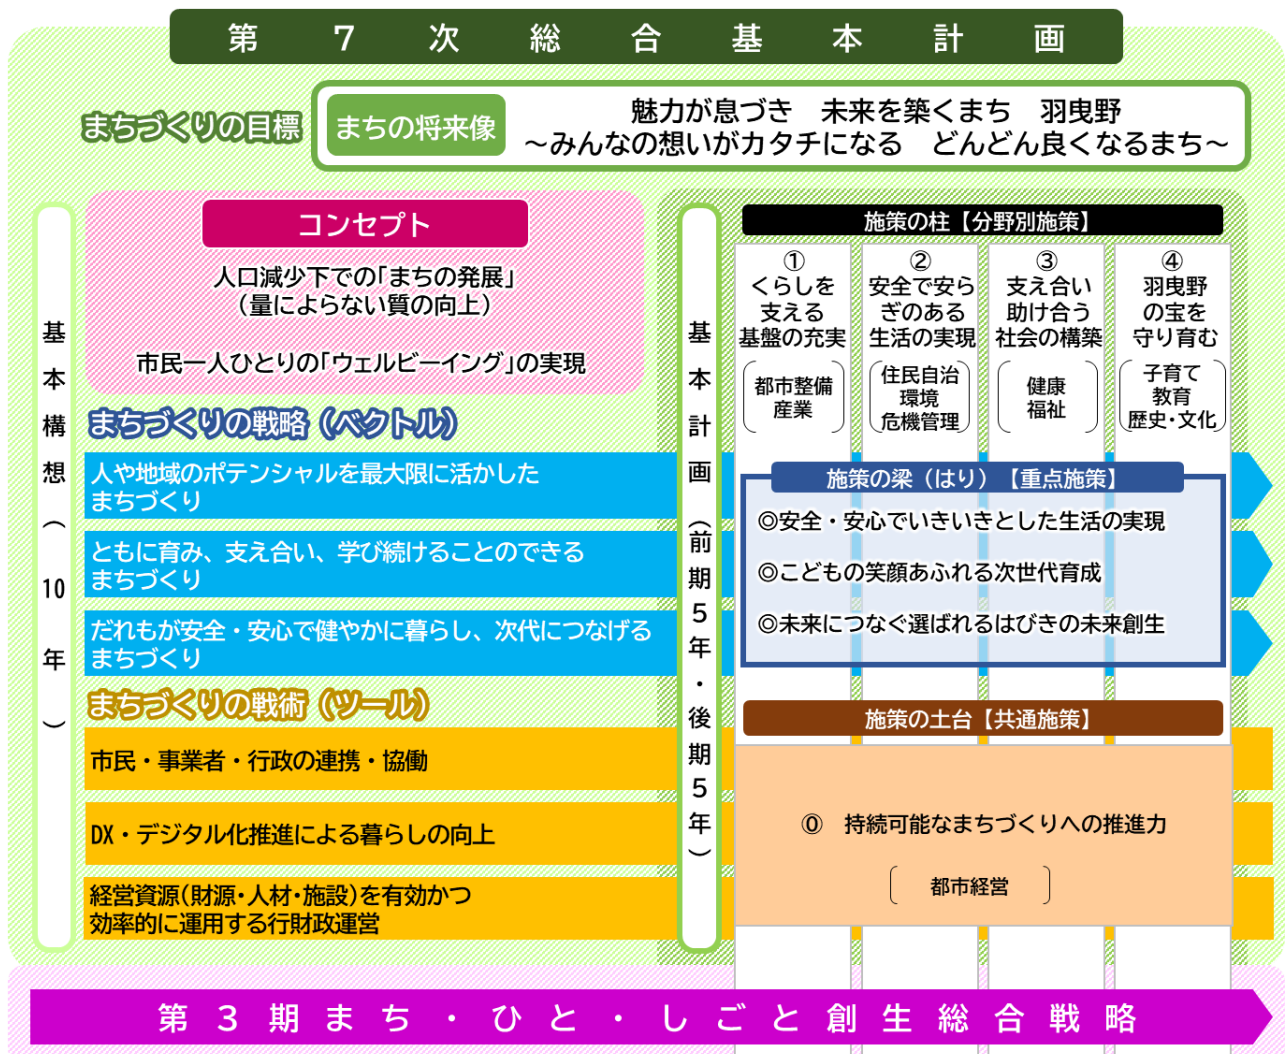 第7次総合基本計画
まちづくりの目標
まちの将来像
魅力が息づき　未来を築くまち　羽曳野
～みんなの想いがカタチになる　どんどん良くなるまち～
基本構想（10年）
コンセプト
人口減少下での「まちの発展」
（量によらない質の向上）
市民一人ひとりの「ウェルビーイング」の実現
まちづくりの戦略（ベクトル）
人や地域のポテンシャルを最大限に活かした
まちづくり
ともに育み、支え合い、学び続けることのできる
まちづくり
だれもが安全・安心で健やかに暮らし、次代につなげる
まちづくり
まちづくりの戦術（ツール）
市民・事業者・行政の連携・協働
DX・デジタル化推進による暮らしの向上
経営資源（財源・人材・施設）を有効かつ
効率的に運用する行財政運営
基本計画（前期5年・後期5年）
施策の柱【分野別施策】
①
くらしを
支える
基盤の充実
都市整備
産業
②
安全で安ら
ぎのある
生活の実現
住民自治
環境
危機管理
③
支え合い
助け合う
社会の構築
健康
福祉
④
羽曳野
の宝を
守り育む
子育て
教育
歴史・文化
施策の梁（はり）【重点施策】
◎安全・安心でいきいきとした生活の実現
◎こどもの笑顔あふれる次世代育成
◎未来につなぐ選ばれるはびきの未来創生
施策の土台【共通施策】
⓪　持続可能なまちづくりへの推進力
都市経営
第3期まち・ひと・しごと創生総合戦略